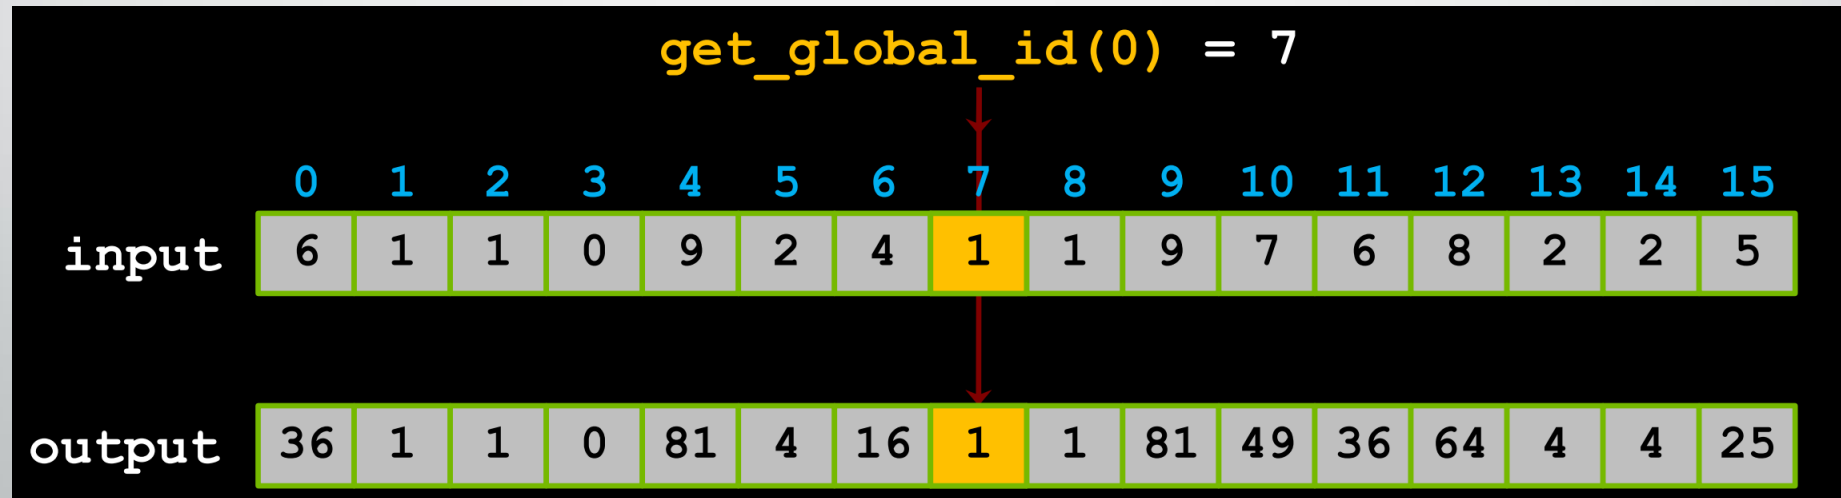 get_global_id(0) = 7
0 1 2 3 4 5 6 7 8 9 10 11 12 13 14 15
input 6 1 1 0 9 2 4 1 1 9 7 6 8 2 2 5
output 36 1 1 0 81 4 16 1 1 81 49 36 64 4 4 25